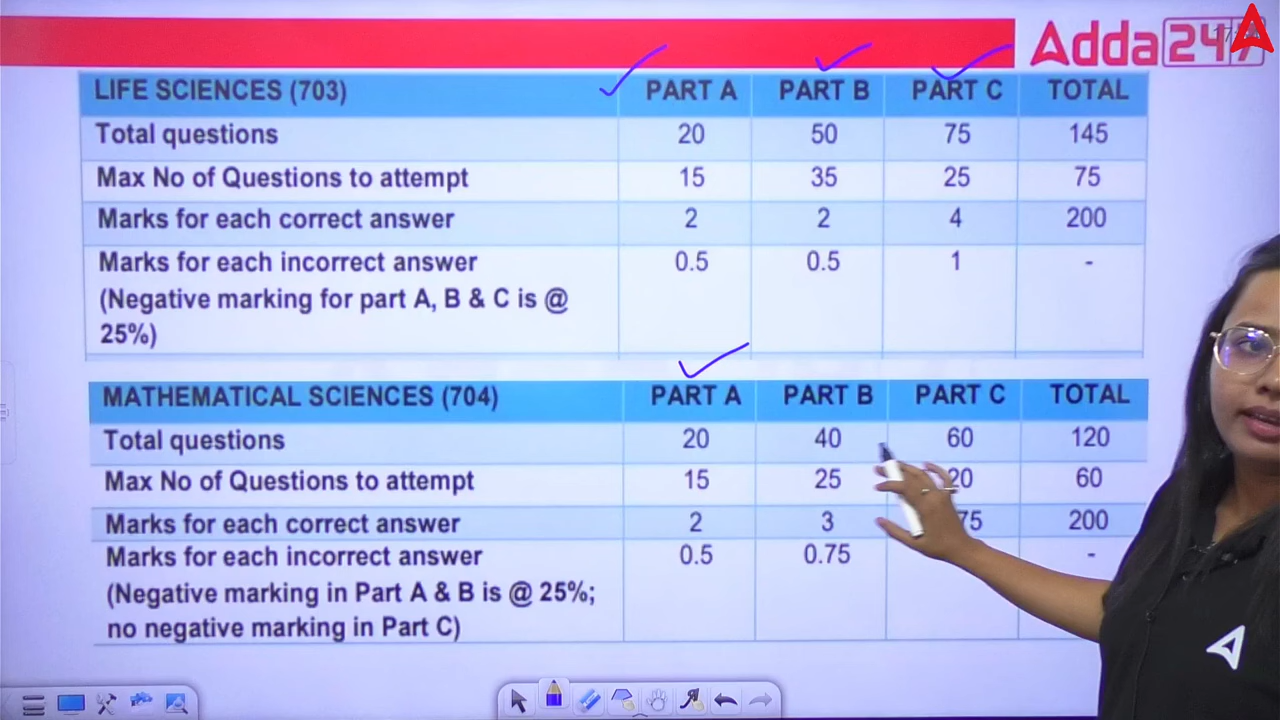 Adda247
LIFE SCIENCES (703) PART A PART B PART C TOTAL
Total questions 20 50 75 145
Max No of Questions to attempt 15 35 25 75
Marks for each correct answer 2 2 4 200
Marks for each incorrect answer 0.5 0.5 1 -
(Negative marking for part A, B & C is @
25%)
MATHEMATICAL SCIENCES (704) PART A PART B PART C TOTAL
Total questions 20 40 60 120
Max No of Questions to attempt 15 25 20 60
Marks for each correct answer 2 3 75 200
Marks for each incorrect answer 0.5 0.75 -
(Negative marking in Part A & B is @ 25%;
no negative marking in Part C)